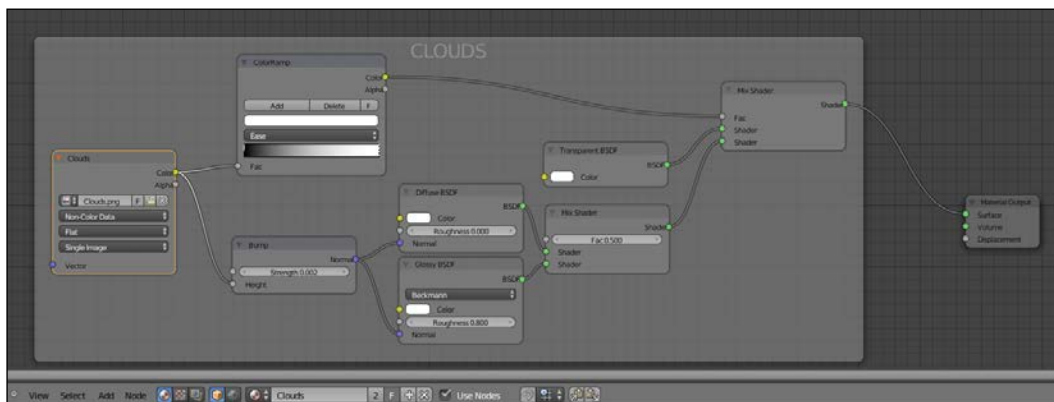 CLOUDS
ColorRamp
Color
Alpha
Add Delete F
Ease
Fac
Clouds
Color
Alpha
Clouds.png F
Non-Color Data
Flat
Single Image
Vector
Bump
Normal
Strength 0.002
Height
Diffuse BSDF
BSDF
Color
Roughness 0.000
Normal
Glossy BSDF
BSDF
Beckmann
Color
Roughness 0.800
Normal
Transparent BSDF
BSDF
Color
Mix Shader
Shader
Fac 0.500
Shader
Shader
Mix Shader
Shader
Fac
Shader
Shader
Material Output
Surface
Volume
Displacement
View Select Add Node Clouds 2 F Use Nodes